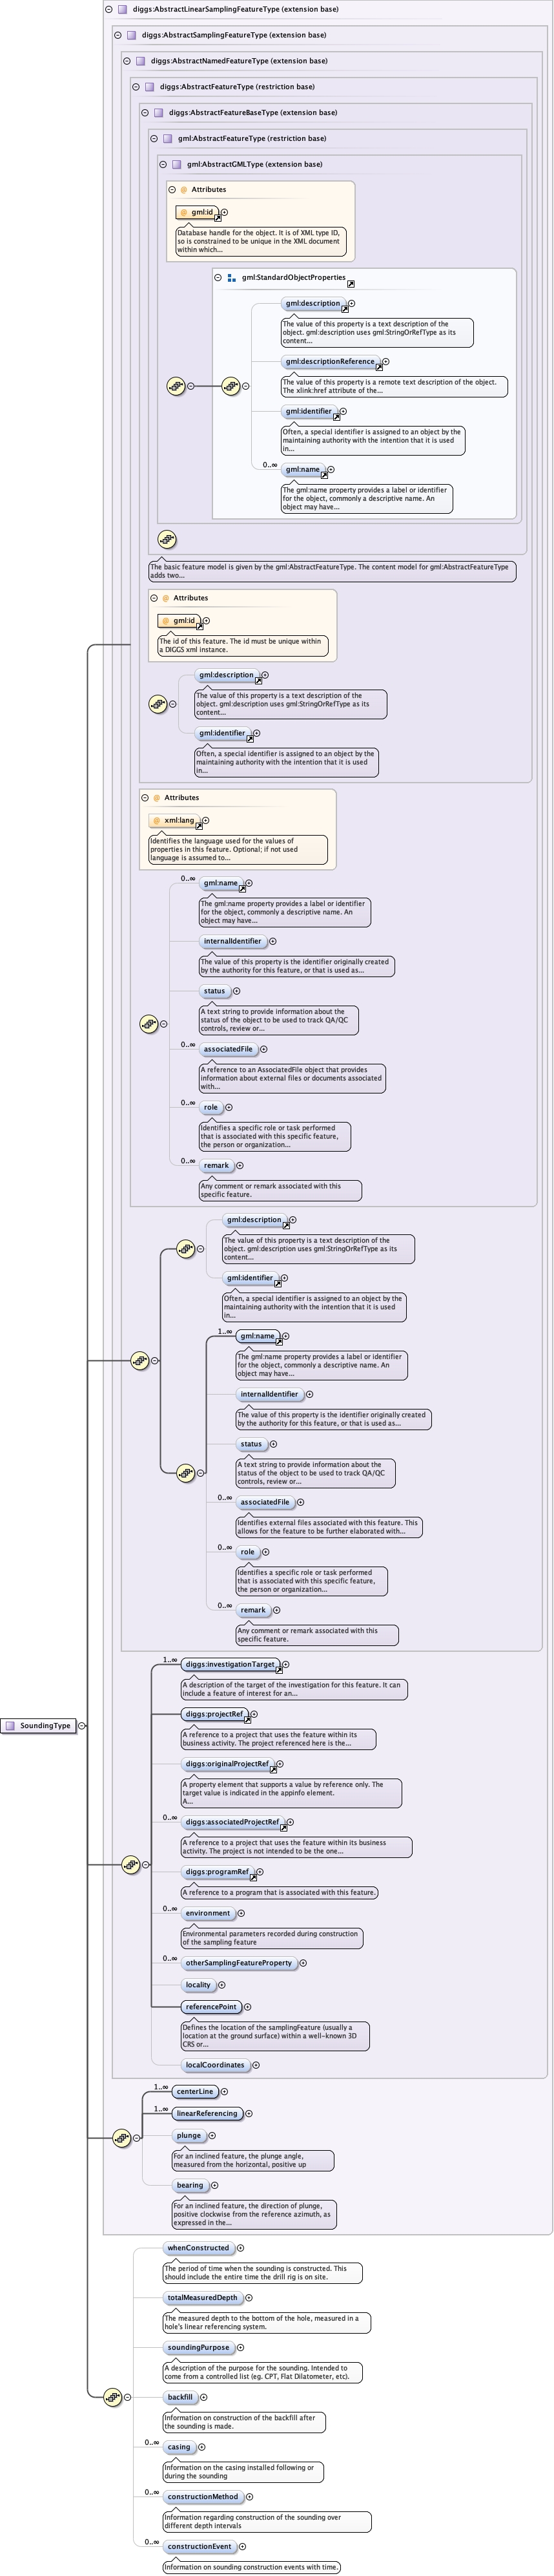 diggs:AbstractLinearSamplingFeatureType (extension base)
diggs:AbstractSamplingFeatureType (extension base)
diggs:AbstractNamedFeatureType (extension base)
diggs:AbstractFeatureType (restriction base)
diggs:AbstractFeatureBaseType (extension base)
gml:AbstractFeatureType (restriction base)
gml:AbstractGMLType (extension base)
@ Attributes
@ gml:id
Database handle for the object. It is of XML type ID,
so is constrained to be unique in the XML document
within which...
gml:StandardObjectProperties
gml:description
The value of this property is a text description of the
object. gml:description uses gml:StringOrRefType as its
content...
gml:descriptionReference
The value of this property is a remote text description of the object.
The xlink:href attribute of the...
gml:identifier
Often, a special identifier is assigned to an object by the
maintaining authority with the intention that it is used
in...
0..∞
gml:name
The gml:name property provides a label or identifier
for the object, commonly a descriptive name. An
object may have...
The basic feature model is given by the gml:AbstractFeatureType. The content model for gml:AbstractFeatureType
adds two...
@ Attributes
@ gml:id
The id of this feature. The id must be unique within
a DIGGS xml instance.
gml:description
The value of this property is a text description of the
object. gml:description uses gml:StringOrRefType as its
content...
gml:identifier
Often, a special identifier is assigned to an object by the
maintaining authority with the intention that it is used
in...
@ Attributes
@ xml:lang
Identifies the language used for the values of
properties in this feature. Optional; if not used
language is assumed to...
0..∞
gml:name
The gml:name property provides a label or identifier
for the object, commonly a descriptive name. An
object may have...
internalIdentifier
The value of this property is the identifier originally created
by the authority for this feature, or that is used as...
status
A text string to provide information about the
status of the object to be used to track QA/QC
controls, review or...
0..∞
associatedFile
A reference to an AssociatedFile object that provides
information about external files or documents associated
with...
0..∞
role
Identifies a specific role or task performed
that is associated with this specific feature,
the person or organization...
0..∞
remark
Any comment or remark associated with this
specific feature.
gml:description
The value of this property is a text description of the
object. gml:description uses gml:StringOrRefType as its
content...
gml:identifier
Often, a special identifier is assigned to an object by the
maintaining authority with the intention that it is used
in...
1..∞
gml:name
The gml:name property provides a label or identifier
for the object, commonly a descriptive name. An
object may have...
internalIdentifier
The value of this property is the identifier originally created
by the authority for this feature, or that is used as...
status
A text string to provide information about the
status of the object to be used to track QA/QC
controls, review or...
0..∞
associatedFile
Identifies external files associated with this feature. This
allows for the feature to be further elaborated with...
0..∞
role
Identifies a specific role or task performed
that is associated with this specific feature,
the person or organization...
0..∞
remark
Any comment or remark associated with this
specific feature.
1..∞
diggs:investigationTarget
A description of the target of the investigation for this feature. It can
include a feature of interest for an...
diggs:projectRef
A reference to a project that uses the feature within its
business activity. The project referenced here is the...
SoundingType
diggs:originalProjectRef
A property element that supports a value by reference only. The
target value is indicated in the appinfo element.
A...
0..∞
diggs:associatedProjectRef
A reference to a project that uses the feature within its business
activity. The project is not intended to be the one...
diggs:programRef
A reference to a program that is associated with this feature.
0..∞
environment
Environmental parameters recorded during construction
of the sampling feature
0..∞
otherSamplingFeatureProperty
locality
referencePoint
Defines the location of the samplingFeature (usually a
location at the ground surface) within a well-known 3D
CRS or...
localCoordinates
1..∞
centerLine
1..∞
linearReferencing
plunge
For an inclined feature, the plunge angle,
measured from the horizontal, positive up
bearing
For an inclined feature, the direction of plunge,
positive clockwise from the reference azimuth, as
expressed in the...
whenConstructed
The period of time when the sounding is constructed. This
should include the entire time the drill rig is on site.
totalMeasuredDepth
The measured depth to the bottom of the hole, measured in a
hole's linear referencing system.
soundingPurpose
A description of the purpose for the sounding. Intended to
come from a controlled list (eg. CPT, Flat Dilatometer, etc).
backfill
Information on construction of the backfill after
the sounding is made.
0..∞
casing
Information on the casing installed following or
during the sounding
0..∞
constructionMethod
Information regarding construction of the sounding over
different depth intervals
0..∞
constructionEvent
Information on sounding construction events with time.